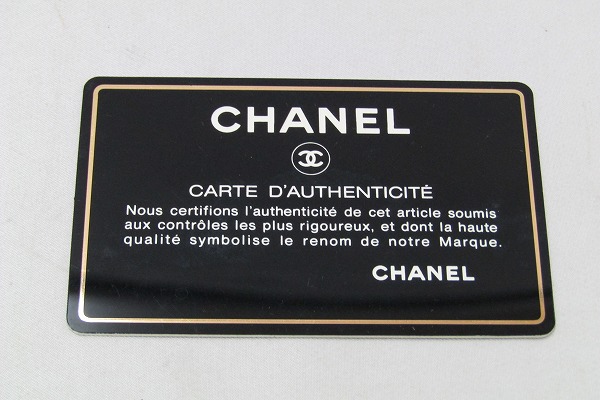 CHANEL
CARTE D'AUTHENTICITÉ
Nous certifions l'authenticité de cet article soumis
aux contrôles les plus rigoureux, et dont la haute
qualité symbolise le renom de notre Marque.
CHANEL